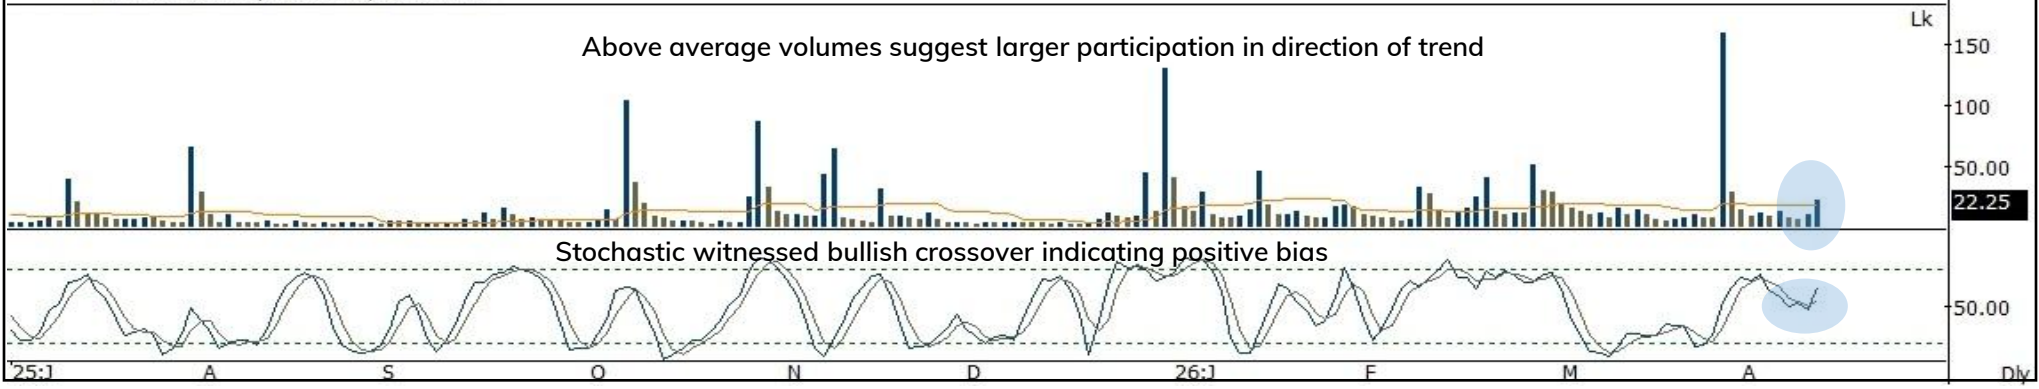 Lk
Above average volumes suggest larger participation in direction of trend
150
100
50.00
22.25
Stochastic witnessed bullish crossover indicating positive bias
50.00
25:J A S O N D 26:J F M A Dly